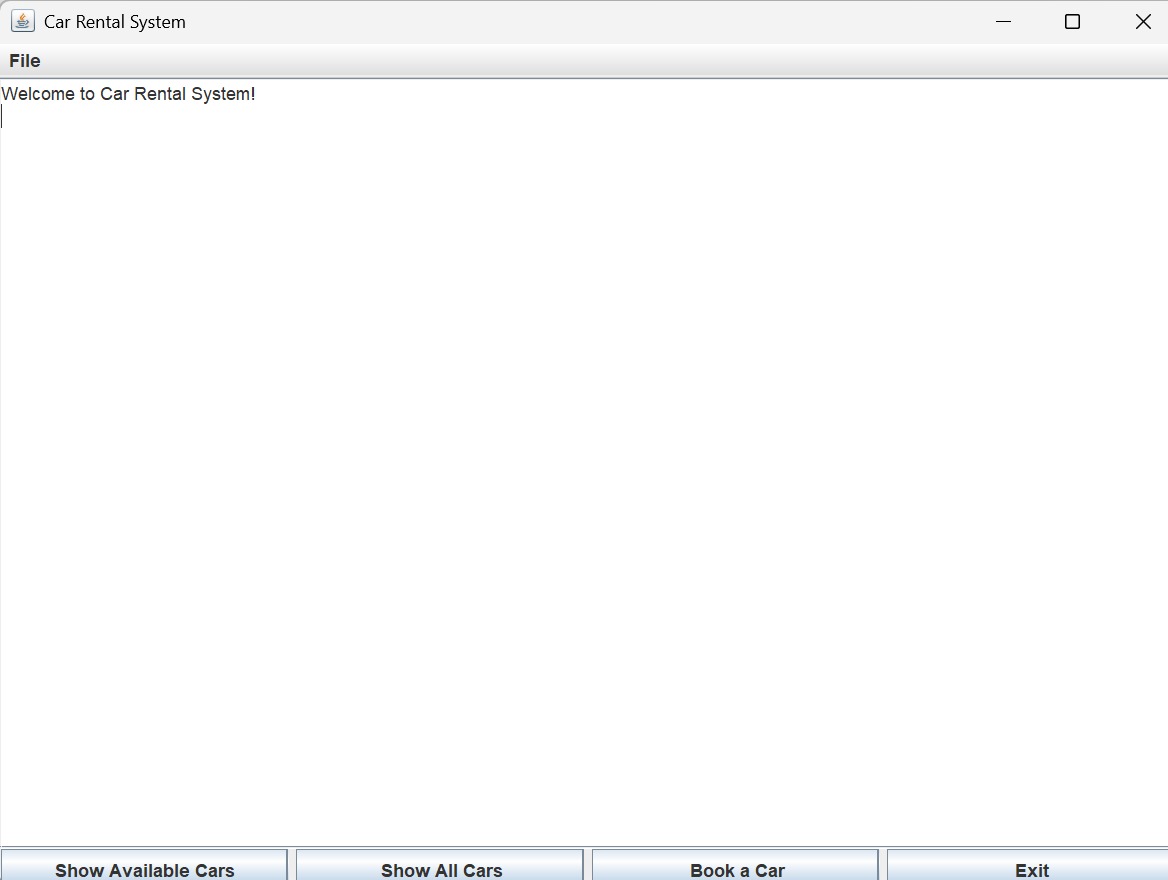 Car Rental System
File
Welcome to Car Rental System!
Show Available Cars
Show All Cars
Book a Car
Exit